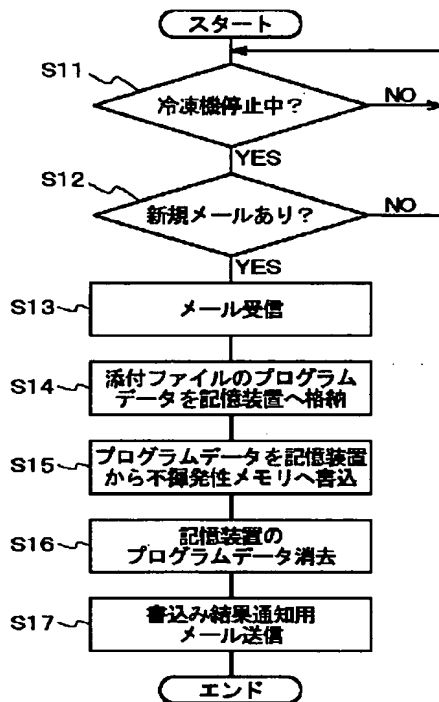 スタート
S11
冷凍機停止中?
NO
YES
S12
新規メールあり?
NO
YES
S13
メール受信
S14
添付ファイルのプログラム
データを記憶装置へ格納
S15
プログラムデータを記憶装置
から不揮発性メモリへ書込
S16
記憶装置の
プログラムデータ消去
S17
書込み結果通知用
メール送信
エンド